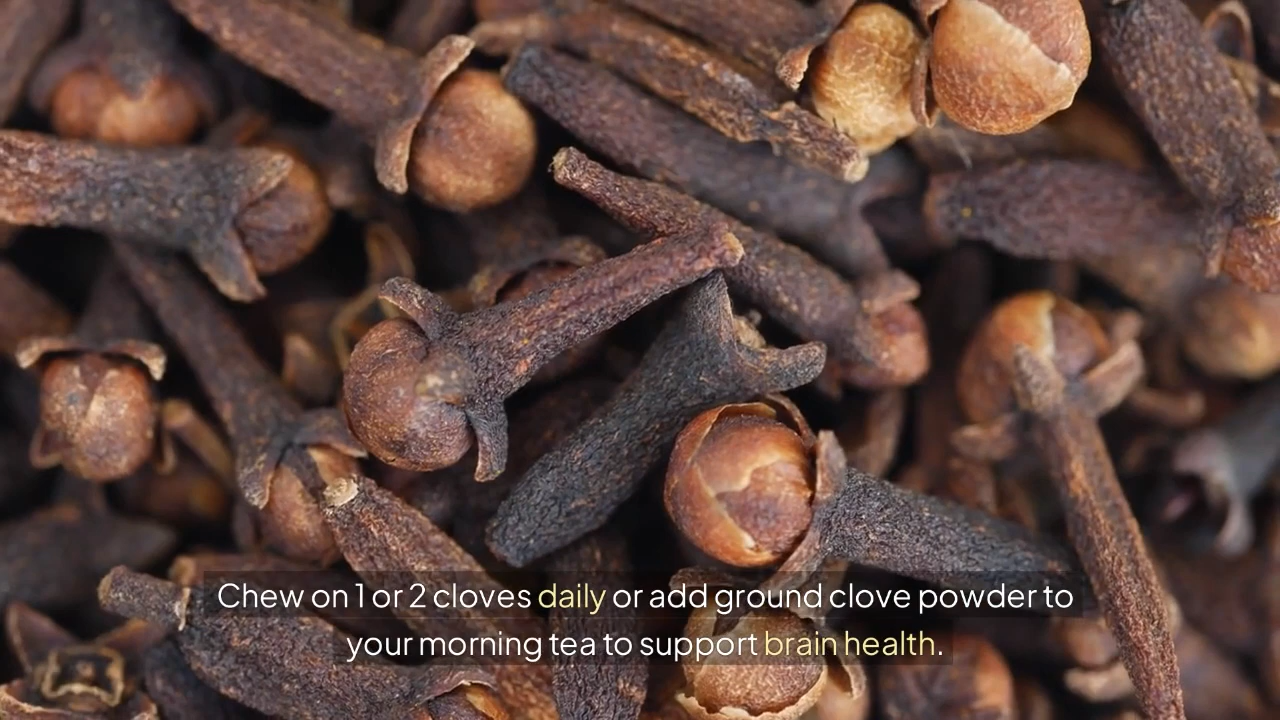 Chew on 1 or 2 cloves daily or add ground clove powder to
your morning tea to support brain health.